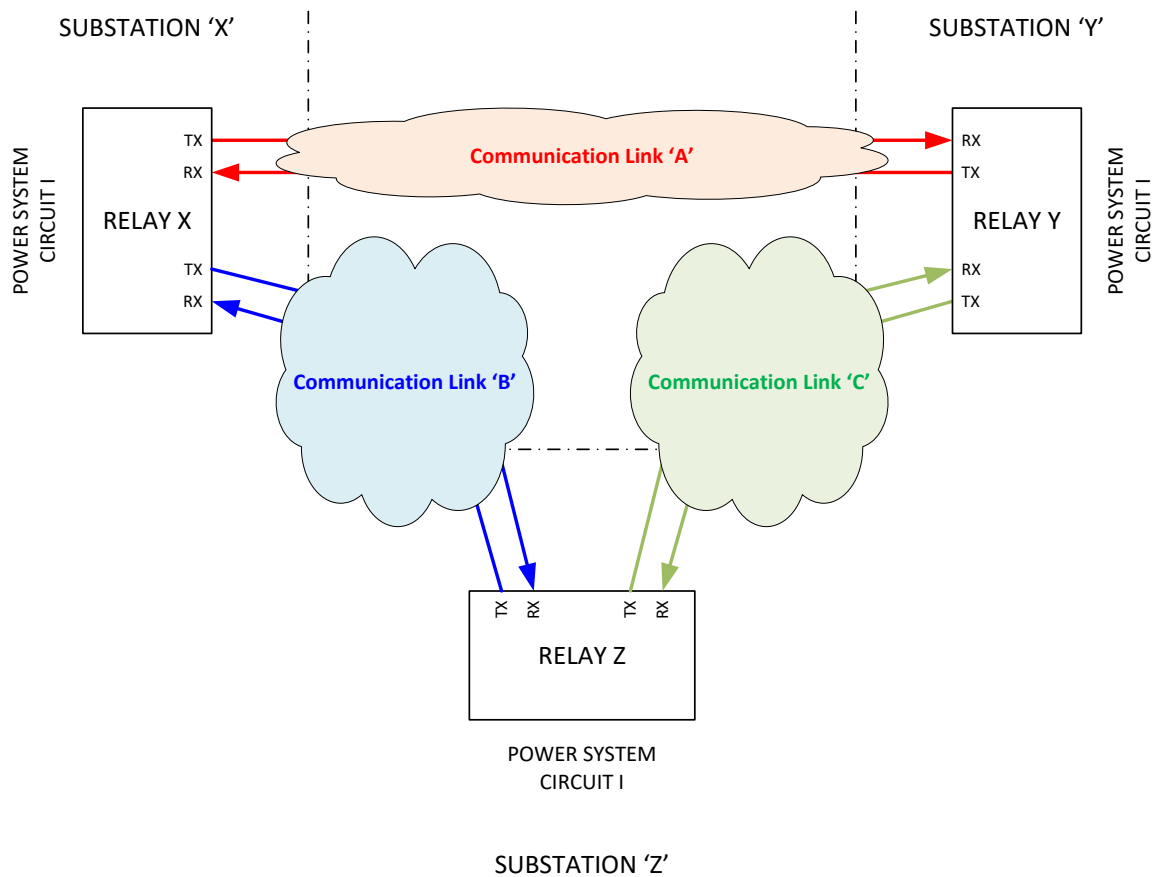 SUBSTATION ‘X’
SUBSTATION ‘Y’
POWER SYSTEM
CIRCUIT I
TX
RX
RELAY X
TX
RX
Communication Link ‘A’
RX
TX
RELAY Y
RX
TX
POWER SYSTEM
CIRCUIT I
Communication Link ‘B’
Communication Link ‘C’
TX
RX
TX
RX
RELAY Z
POWER SYSTEM
CIRCUIT I
SUBSTATION ‘Z’